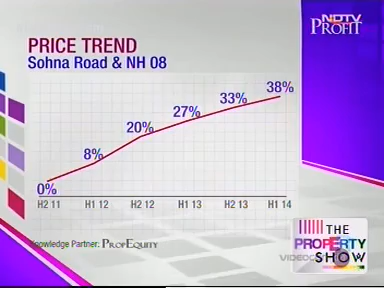 NDTV
PROFIT
PRICE TREND
Sohna Road & NH 08
0%
8%
20%
27%
33%
38%
H2 11
H1 12
H2 12
H1 13
H2 13
H1 14
Knowledge Partner: PROPEQUITY
THE
PROPERTY
SHOW